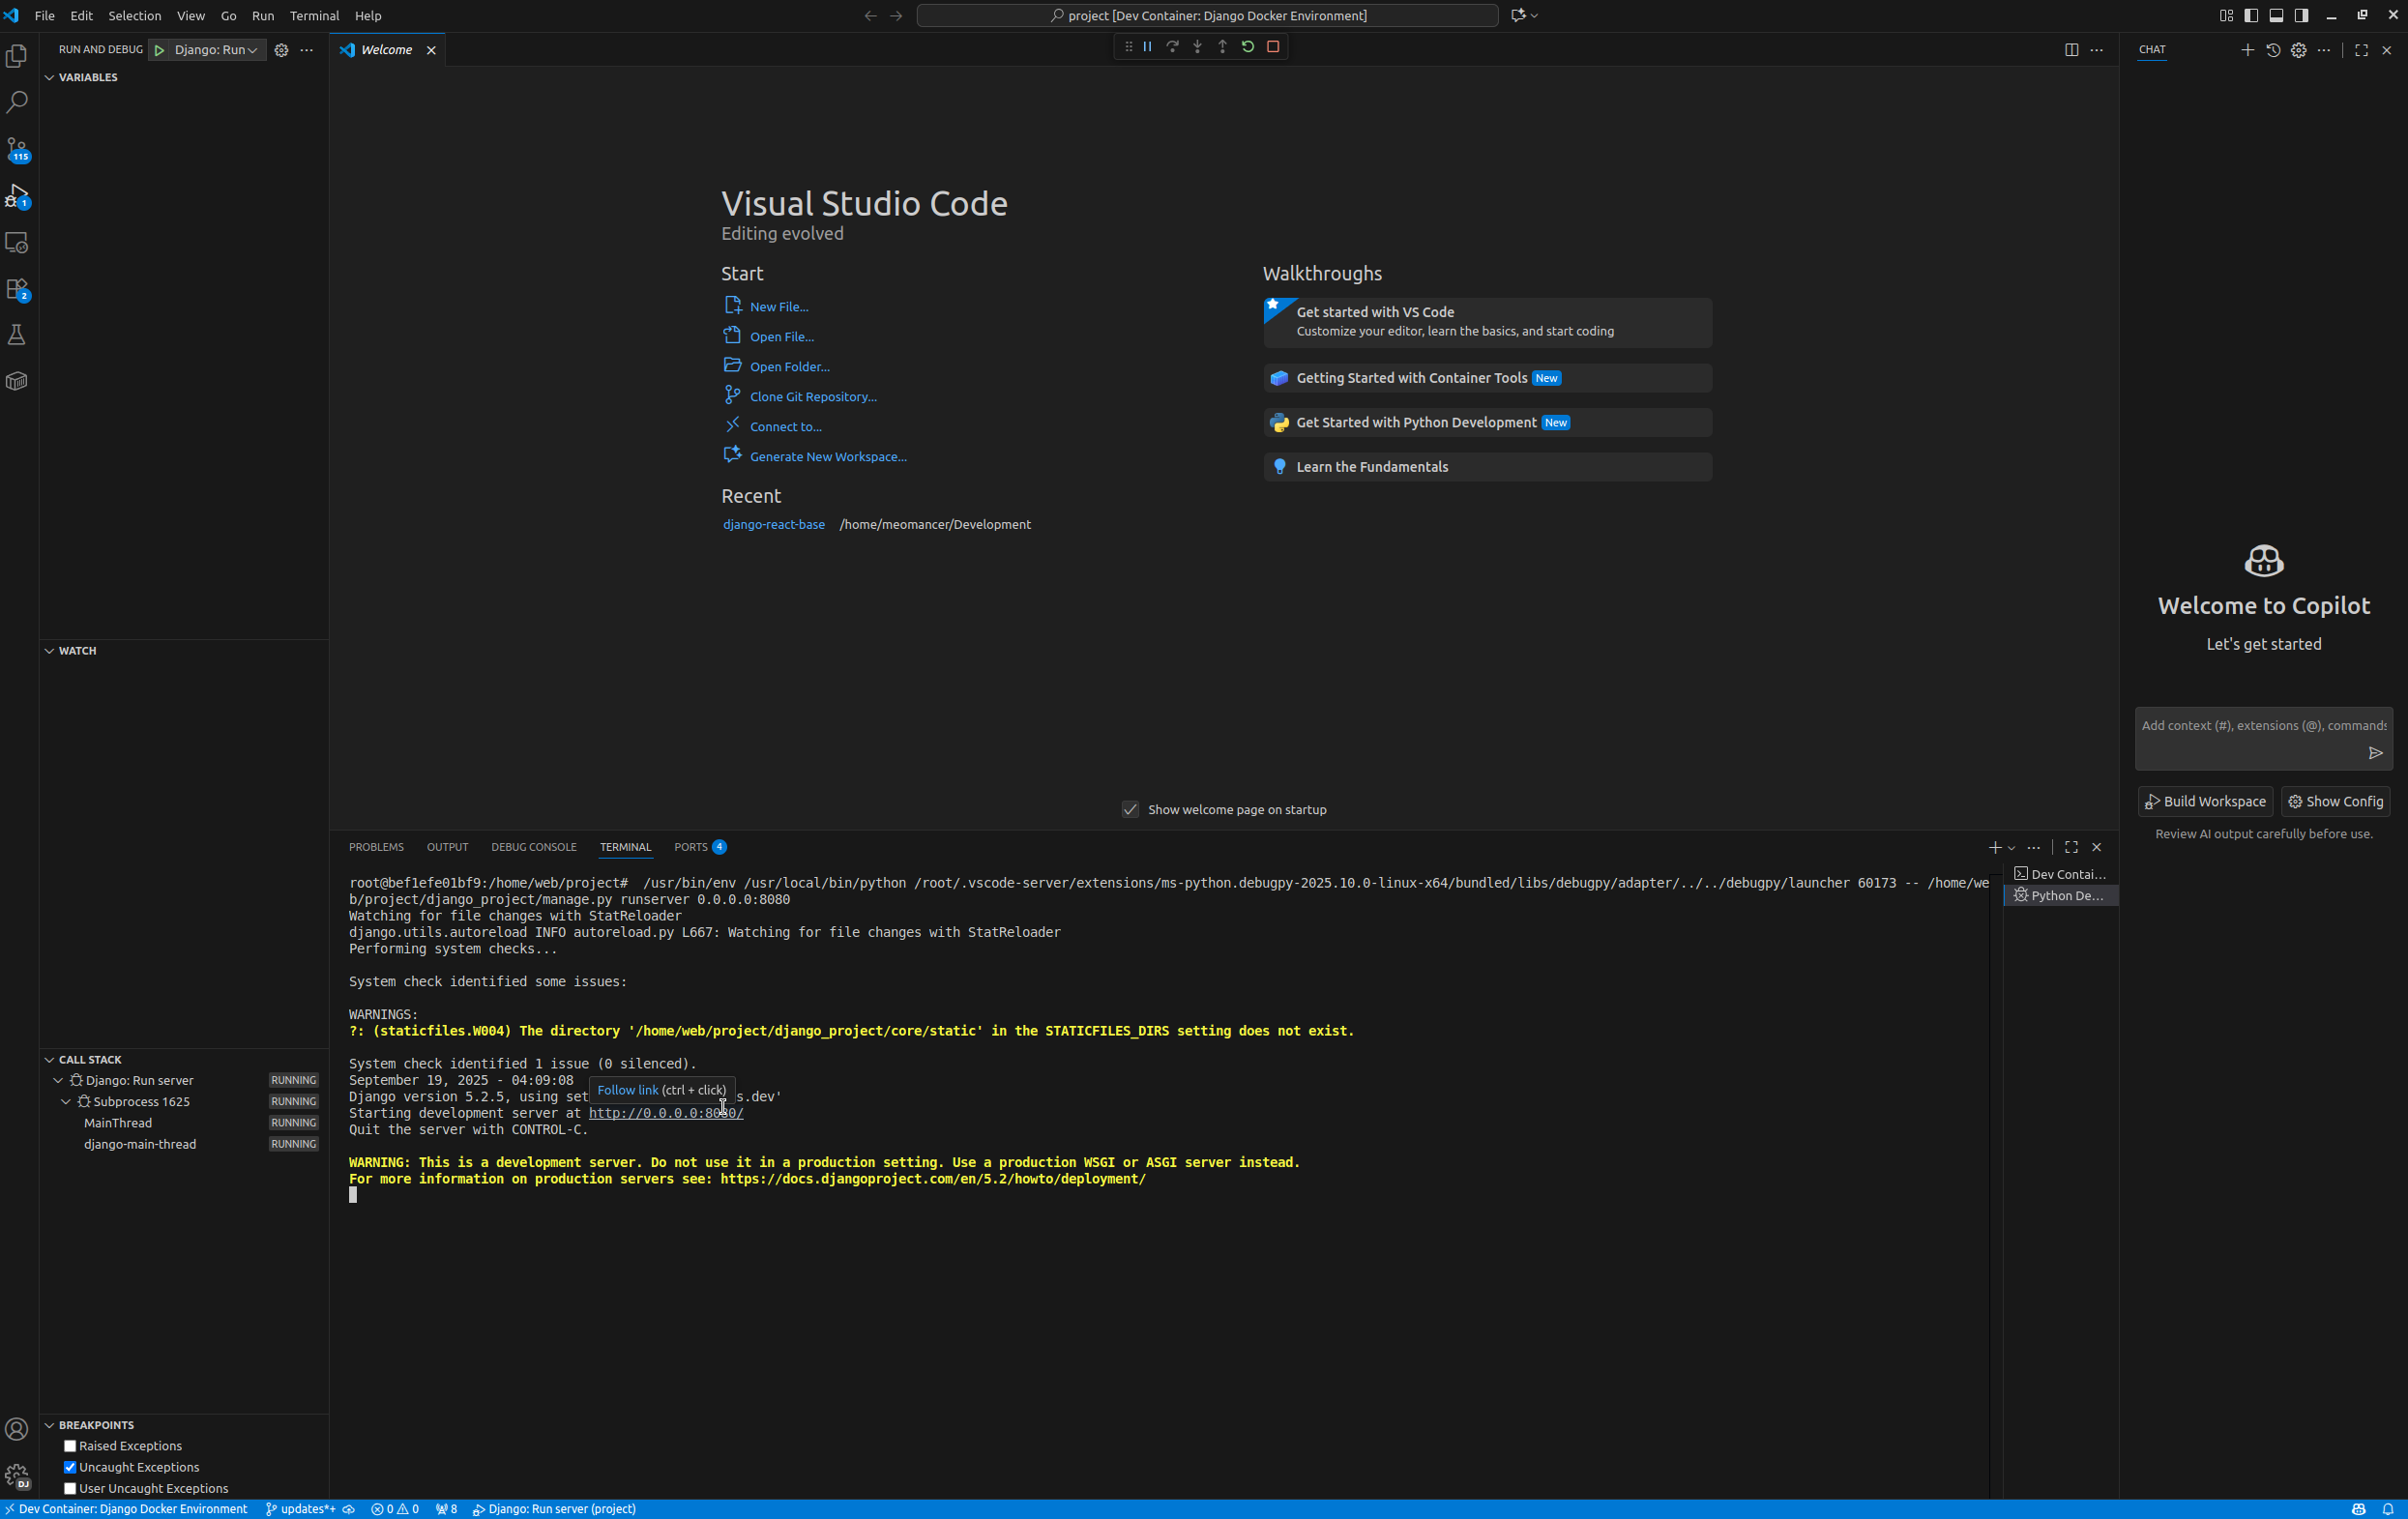 File Edit Selection View Go Run Terminal Help
project [Dev Container: Django Docker Environment]
RUN AND DEBUG Django: Run
VARIABLES
115
1
2
WATCH
CALL STACK
Django: Run server RUNNING
Subprocess 1625 RUNNING
MainThread RUNNING
django-main-thread RUNNING
BREAKPOINTS
Raised Exceptions
Uncaught Exceptions
User Uncaught Exceptions
DJ
Welcome
Visual Studio Code
Editing evolved
Start
New File...
Open File...
Open Folder...
Clone Git Repository...
Connect to...
Generate New Workspace...
Recent
django-react-base /home/meomancer/Development
Walkthroughs
Get started with VS Code
Customize your editor, learn the basics, and start coding
Getting Started with Container Tools New
Get Started with Python Development New
Learn the Fundamentals
Show welcome page on startup
PROBLEMS OUTPUT DEBUG CONSOLE TERMINAL PORTS 4
root@bef1efe01bf9:/home/web/project#  /usr/bin/env /usr/local/bin/python /root/.vscode-server/extensions/ms-python.debugpy-2025.10.0-linux-x64/bundled/libs/debugpy/adapter/../../debugpy/launcher 60173 -- /home/we
b/project/django_project/manage.py runserver 0.0.0.0:8080
Watching for file changes with StatReloader
django.utils.autoreload INFO autoreload.py L667: Watching for file changes with StatReloader
Performing system checks...
System check identified some issues:
WARNINGS:
?: (staticfiles.W004) The directory '/home/web/project/django_project/core/static' in the STATICFILES_DIRS setting does not exist.
System check identified 1 issue (0 silenced).
September 19, 2025 - 04:09:08
Follow link (ctrl + click)
Django version 5.2.5, using set s.dev'
Starting development server at http://0.0.0.0:8080/
Quit the server with CONTROL-C.
WARNING: This is a development server. Do not use it in a production setting. Use a production WSGI or ASGI server instead.
For more information on production servers see: https://docs.djangoproject.com/en/5.2/howto/deployment/
Dev Contai...
Python De...
CHAT
Welcome to Copilot
Let's get started
Add context (#), extensions (@), commands
Build Workspace Show Config
Review AI output carefully before use.
Dev Container: Django Docker Environment updates*+ 0 0 8 Django: Run server (project)